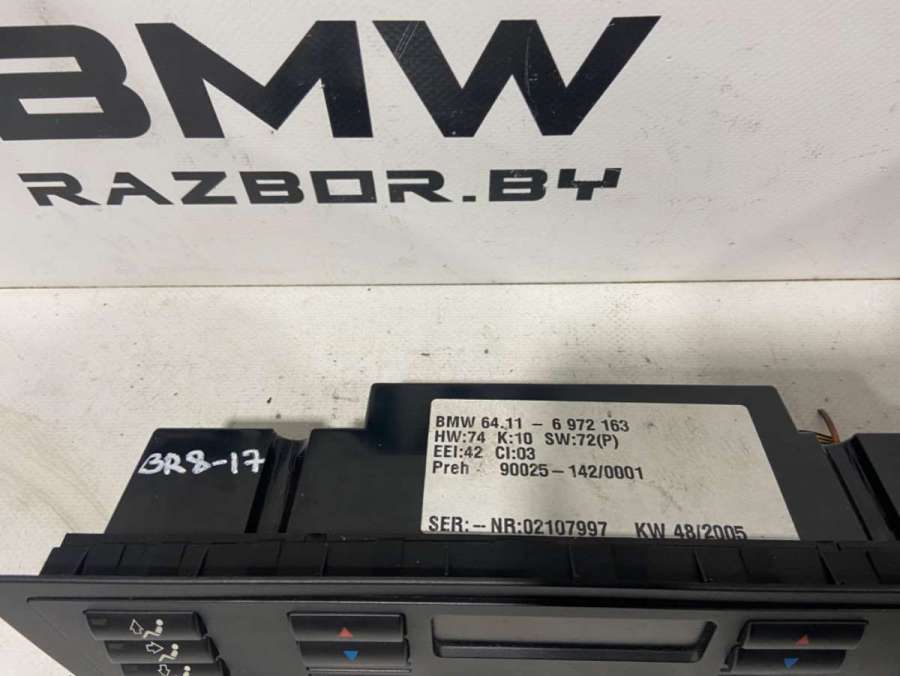 BMW
RAZBOR.BY
BMW 64.11 - 6 972 163
HW:74 K:10 SW:72(P)
EEI:42 CI:03
Preh 90025-142/0001
SER:-NR:02107997 KW 48/2005
BR8-17